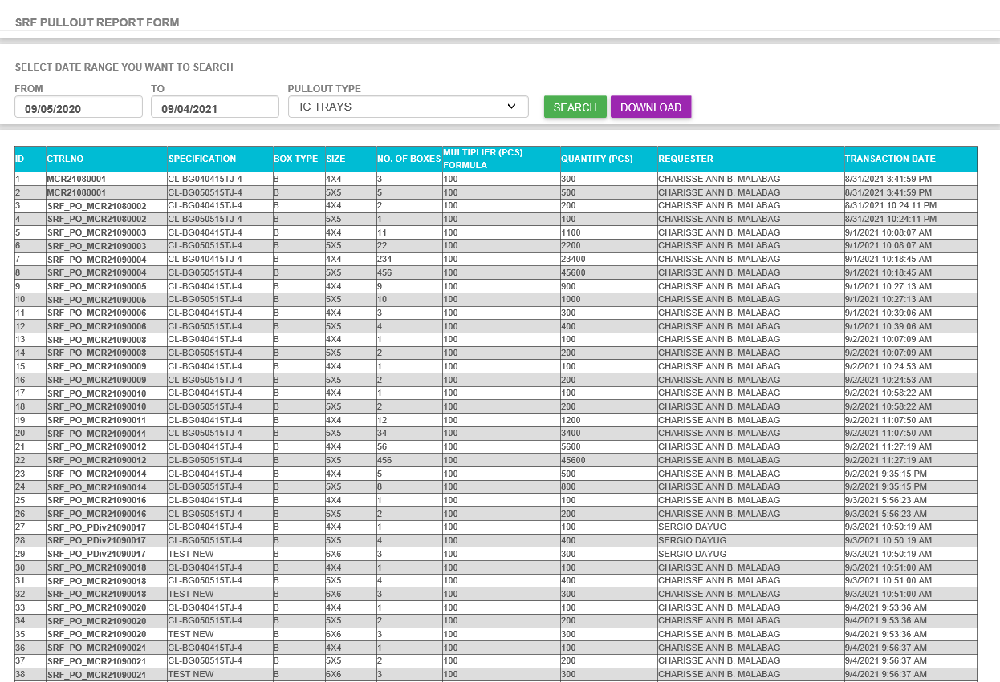 SRF PULLOUT REPORT FORM
SELECT DATE RANGE YOU WANT TO SEARCH
FROM TO PULLOUT TYPE
09/05/2020 09/04/2021 IC TRAYS SEARCH DOWNLOAD
ID CTRLNO SPECIFICATION BOX TYPE SIZE NO. OF BOXES MULTIPLIER (PCS) FORMULA QUANTITY (PCS) REQUESTER TRANSACTION DATE
1 MCR21080001 CL-BG040415TJ-4 B 4X4 3 100 300 CHARISSE ANN B. MALABAG 8/31/2021 3:41:59 PM
2 MCR21080001 CL-BG040415TJ-4 B 5X5 5 100 500 CHARISSE ANN B. MALABAG 8/31/2021 3:41:59 PM
3 SRF_PO_MCR21080002 CL-BG040415TJ-4 B 4X4 2 100 200 CHARISSE ANN B. MALABAG 8/31/2021 10:24:11 PM
4 SRF_PO_MCR21080002 CL-BG040415TJ-4 B 5X5 1 100 100 CHARISSE ANN B. MALABAG 8/31/2021 10:24:11 PM
5 SRF_PO_MCR21090003 CL-BG040415TJ-4 B 4X4 11 100 1100 CHARISSE ANN B. MALABAG 9/1/2021 10:08:07 AM
6 SRF_PO_MCR21090003 CL-BG050515TJ-4 B 5X5 22 100 2200 CHARISSE ANN B. MALABAG 9/1/2021 10:08:07 AM
7 SRF_PO_MCR21090004 CL-BG040415TJ-4 B 4X4 234 100 23400 CHARISSE ANN B. MALABAG 9/1/2021 10:18:45 AM
8 SRF_PO_MCR21090004 CL-BG050515TJ-4 B 5X5 456 100 45600 CHARISSE ANN B. MALABAG 9/1/2021 10:18:45 AM
9 SRF_PO_MCR21090005 CL-BG040415TJ-4 B 4X4 9 100 900 CHARISSE ANN B. MALABAG 9/1/2021 10:27:13 AM
10 SRF_PO_MCR21090005 CL-BG050515TJ-4 B 5X5 10 100 1000 CHARISSE ANN B. MALABAG 9/1/2021 10:27:13 AM
11 SRF_PO_MCR21090006 CL-BG040415TJ-4 B 4X4 3 100 300 CHARISSE ANN B. MALABAG 9/1/2021 10:39:06 AM
12 SRF_PO_MCR21090006 CL-BG050515TJ-4 B 5X5 4 100 400 CHARISSE ANN B. MALABAG 9/1/2021 10:39:06 AM
13 SRF_PO_MCR21090008 CL-BG040415TJ-4 B 4X4 1 100 100 CHARISSE ANN B. MALABAG 9/2/2021 10:07:09 AM
14 SRF_PO_MCR21090008 CL-BG050515TJ-4 B 5X5 2 100 200 CHARISSE ANN B. MALABAG 9/2/2021 10:07:09 AM
15 SRF_PO_MCR21090009 CL-BG040415TJ-4 B 4X4 1 100 100 CHARISSE ANN B. MALABAG 9/2/2021 10:24:53 AM
16 SRF_PO_MCR21090009 CL-BG050515TJ-4 B 5X5 2 100 200 CHARISSE ANN B. MALABAG 9/2/2021 10:24:53 AM
17 SRF_PO_MCR21090010 CL-BG040415TJ-4 B 4X4 1 100 100 CHARISSE ANN B. MALABAG 9/2/2021 10:58:22 AM
18 SRF_PO_MCR21090010 CL-BG050515TJ-4 B 5X5 2 100 200 CHARISSE ANN B. MALABAG 9/2/2021 10:58:22 AM
19 SRF_PO_MCR21090011 CL-BG040415TJ-4 B 4X4 12 100 1200 CHARISSE ANN B. MALABAG 9/2/2021 11:07:50 AM
20 SRF_PO_MCR21090011 CL-BG050515TJ-4 B 5X5 34 100 3400 CHARISSE ANN B. MALABAG 9/2/2021 11:07:50 AM
21 SRF_PO_MCR21090012 CL-BG040415TJ-4 B 4X4 56 100 5600 CHARISSE ANN B. MALABAG 9/2/2021 11:27:19 AM
22 SRF_PO_MCR21090012 CL-BG050515TJ-4 B 5X5 456 100 45600 CHARISSE ANN B. MALABAG 9/2/2021 11:27:19 AM
23 SRF_PO_MCR21090014 CL-BG040415TJ-4 B 4X4 5 100 500 CHARISSE ANN B. MALABAG 9/2/2021 9:35:15 PM
24 SRF_PO_MCR21090014 CL-BG050515TJ-4 B 5X5 8 100 800 CHARISSE ANN B. MALABAG 9/2/2021 9:35:15 PM
25 SRF_PO_MCR21090016 CL-BG040415TJ-4 B 4X4 1 100 100 CHARISSE ANN B. MALABAG 9/3/2021 5:56:23 AM
26 SRF_PO_MCR21090016 CL-BG050515TJ-4 B 5X5 2 100 200 CHARISSE ANN B. MALABAG 9/3/2021 5:56:23 AM
27 SRF_PO_PDiv21090017 CL-BG040415TJ-4 B 4X4 1 100 100 SERGIO DAYUG 9/3/2021 10:50:19 AM
28 SRF_PO_PDiv21090017 CL-BG050515TJ-4 B 5X5 4 100 400 SERGIO DAYUG 9/3/2021 10:50:19 AM
29 SRF_PO_PDiv21090017 TEST NEW B 6X6 3 100 300 SERGIO DAYUG 9/3/2021 10:50:19 AM
30 SRF_PO_MCR21090018 CL-BG040415TJ-4 B 4X4 1 100 100 CHARISSE ANN B. MALABAG 9/3/2021 10:51:00 AM
31 SRF_PO_MCR21090018 CL-BG050515TJ-4 B 5X5 4 100 400 CHARISSE ANN B. MALABAG 9/3/2021 10:51:00 AM
32 SRF_PO_MCR21090018 TEST NEW B 6X6 3 100 300 CHARISSE ANN B. MALABAG 9/3/2021 10:51:00 AM
33 SRF_PO_MCR21090020 CL-BG040415TJ-4 B 4X4 1 100 100 CHARISSE ANN B. MALABAG 9/4/2021 9:53:36 AM
34 SRF_PO_MCR21090020 CL-BG050515TJ-4 B 5X5 2 100 200 CHARISSE ANN B. MALABAG 9/4/2021 9:53:36 AM
35 SRF_PO_MCR21090020 TEST NEW B 6X6 3 100 300 CHARISSE ANN B. MALABAG 9/4/2021 9:53:36 AM
36 SRF_PO_MCR21090021 CL-BG040415TJ-4 B 4X4 1 100 100 CHARISSE ANN B. MALABAG 9/4/2021 9:56:37 AM
37 SRF_PO_MCR21090021 CL-BG050515TJ-4 B 5X5 2 100 200 CHARISSE ANN B. MALABAG 9/4/2021 9:56:37 AM
38 SRF_PO_MCR21090021 TEST NEW B 6X6 3 100 300 CHARISSE ANN B. MALABAG 9/4/2021 9:56:37 AM